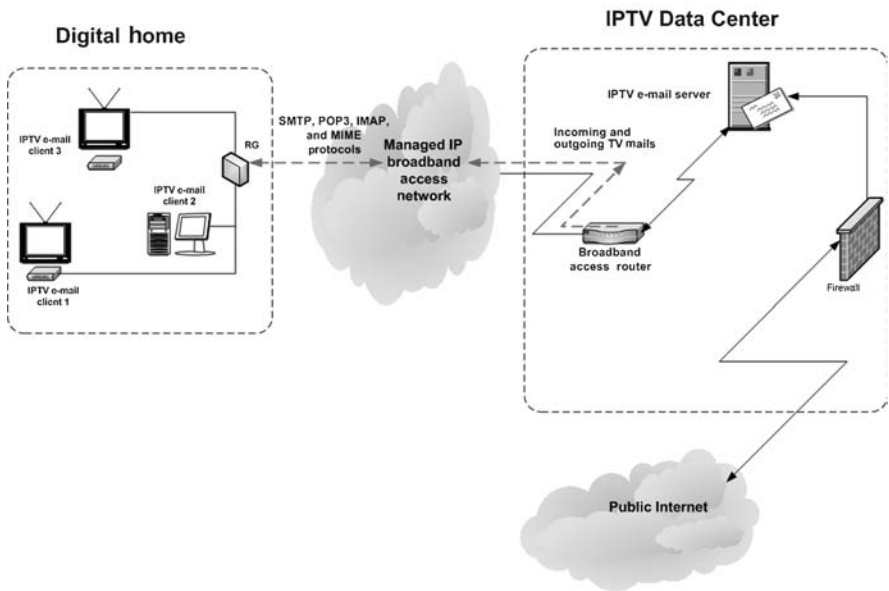 Digital home
IPTV Data Center
IPTV e-mail
client 3
RG
IPTV e-mail
client 2
IPTV e-mail
client 1
SMTP, POP3, IMAP,
and MIME
protocols
Managed IP
broadband
access
network
Incoming and
outgoing TV mails
IPTV e-mail server
Broadband
access router
Firewall
Public Internet